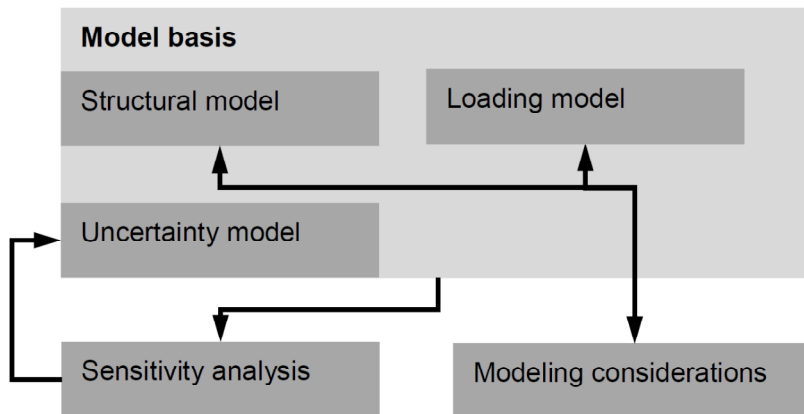 Model basis
Structural model
Loading model
Uncertainty model
Sensitivity analysis
Modeling considerations